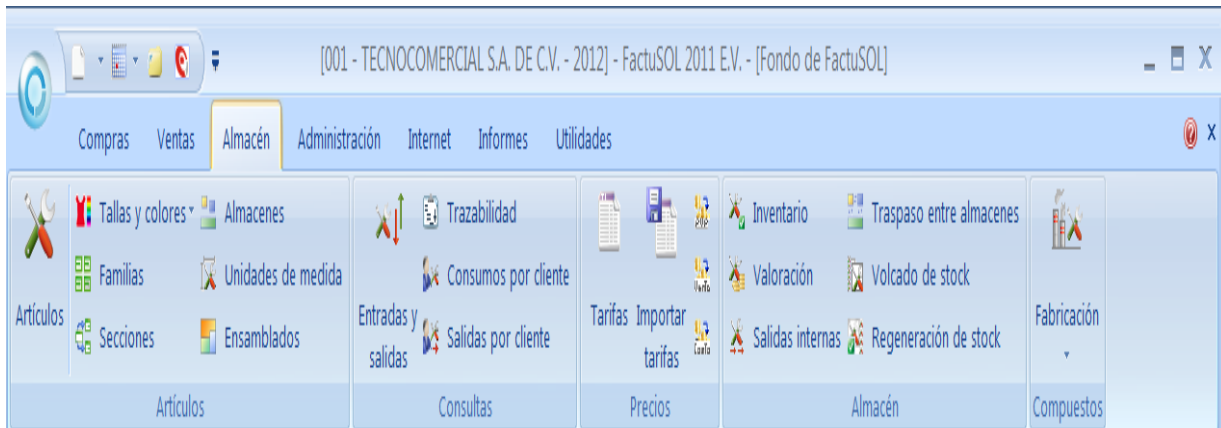 [001 - TECNOCOMERCIAL S.A. DE C.V. - 2012] - FactuSOL 2011 E.V. - [Fondo de FactuSOL]
Compras Ventas Almacén Administración Internet Informes Utilidades
Artículos
Tallas y colores
Familias
Secciones
Almacenes
Unidades de medida
Ensamblados
Artículos
Entradas y
salidas
Trazabilidad
Consumos por cliente
Salidas por cliente
Consultas
Tarifas
Importar
tarifas
Precios
Inventario
Valoración
Salidas internas
Traspaso entre almacenes
Volcado de stock
Regeneración de stock
Almacén
Fabricación
Compuestos